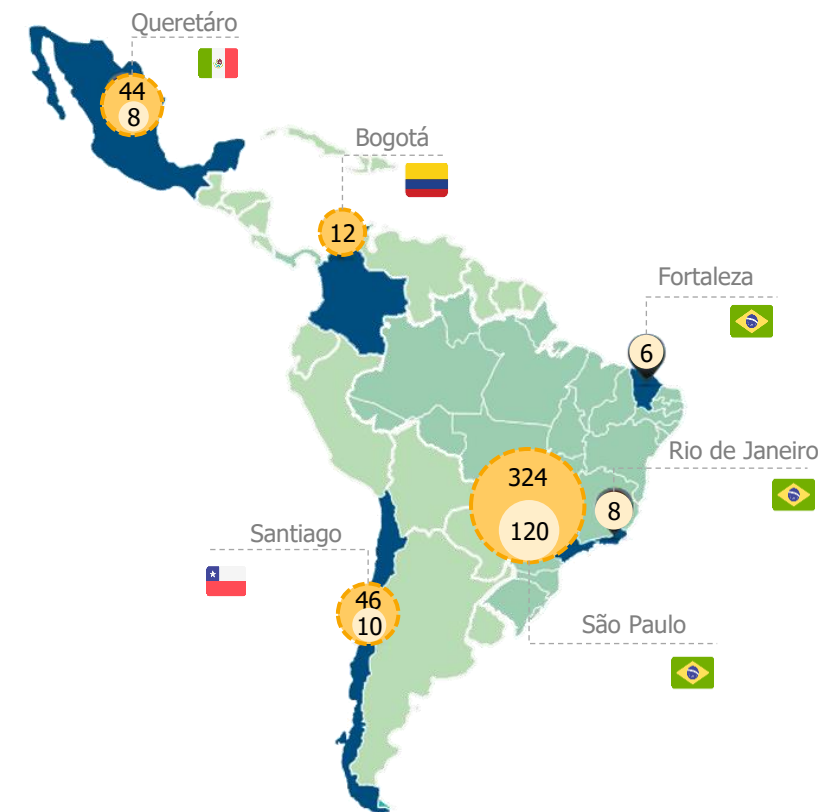 Queretáro
44
8
Bogotá
12
Fortaleza
6
Rio de Janeiro
324
8
120
Santiago
46
10
São Paulo